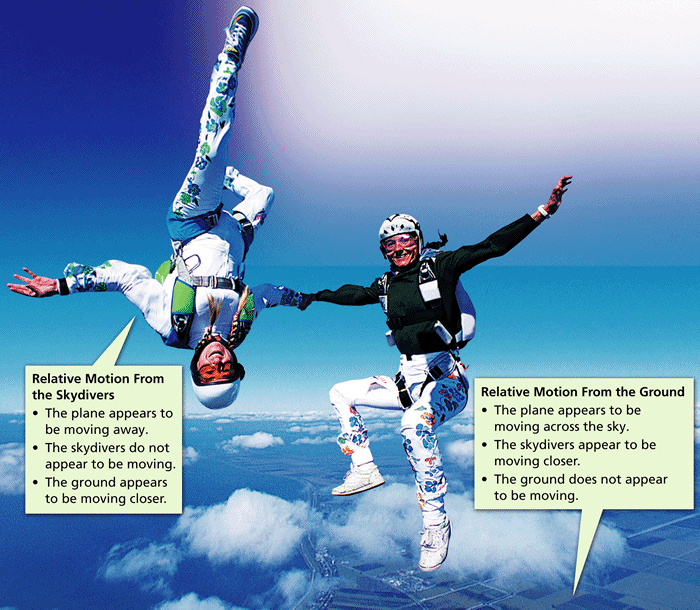 Relative Motion From
the Skydivers
• The plane appears to
be moving away.
• The skydivers do not
appear to be moving.
• The ground appears
to be moving closer.
Relative Motion From the Ground
• The plane appears to be
moving across the sky.
• The skydivers appear to be
moving closer.
• The ground does not appear
to be moving.